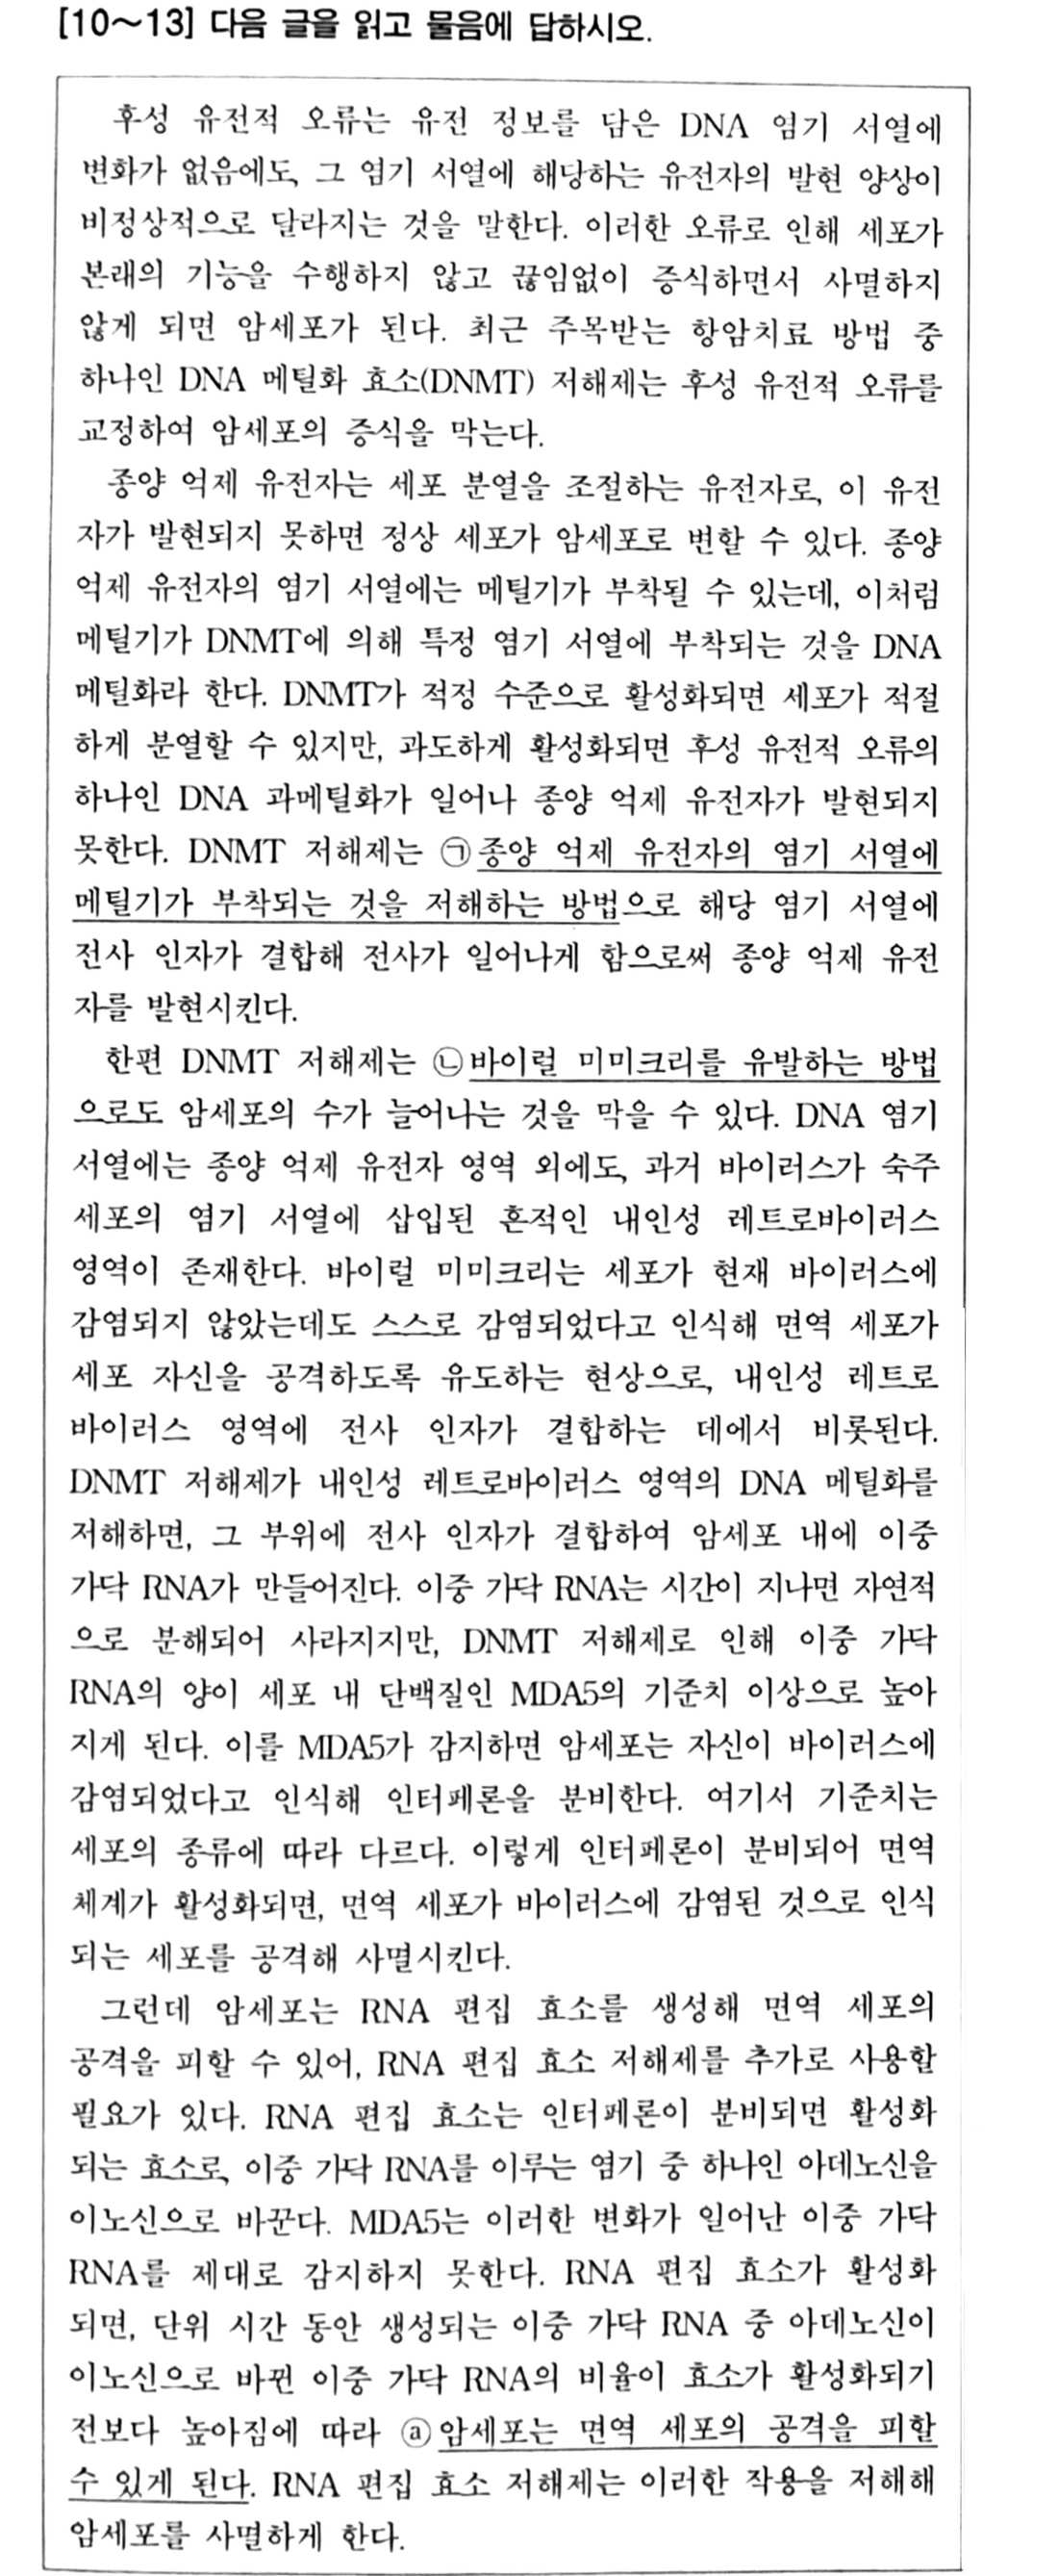 [10～13] 다음 글을 읽고 물음에 답하시오.
후성 유전적 오류는 유전 정보를 담은 DNA 염기 서열에
변화가 없음에도, 그 염기 서열에 해당하는 유전자의 발현 양상이
비정상적으로 달라지는 것을 말한다. 이러한 오류로 인해 세포가
본래의 기능을 수행하지 않고 끊임없이 증식하면서 사멸하지
않게 되면 암세포가 된다. 최근 주목받는 항암치료 방법 중
하나인 DNA 메틸화 효소(DNMT) 저해제는 후성 유전적 오류를
교정하여 암세포의 증식을 막는다.
종양 억제 유전자는 세포 분열을 조절하는 유전자로, 이 유전
자가 발현되지 못하면 정상 세포가 암세포로 변할 수 있다. 종양
억제 유전자의 염기 서열에는 메틸기가 부착될 수 있는데, 이처럼
메틸기가 DNMT에 의해 특정 염기 서열에 부착되는 것을 DNA
메틸화라 한다. DNMT가 적정 수준으로 활성화되면 세포가 적절
하게 분열할 수 있지만, 과도하게 활성화되면 후성 유전적 오류의
하나인 DNA 과메틸화가 일어나 종양 억제 유전자가 발현되지
못한다. DNMT 저해제는 ㉠종양 억제 유전자의 염기 서열에
메틸기가 부착되는 것을 저해하는 방법으로 해당 염기 서열에
전사 인자가 결합해 전사가 일어나게 함으로써 종양 억제 유전
자를 발현시킨다.
한편 DNMT 저해제는 ㉡바이럴 미미크리를 유발하는 방법
으로도 암세포의 수가 늘어나는 것을 막을 수 있다. DNA 염기
서열에는 종양 억제 유전자 영역 외에도, 과거 바이러스가 숙주
세포의 염기 서열에 삽입된 흔적인 내인성 레트로바이러스
영역이 존재한다. 바이럴 미미크리는 세포가 현재 바이러스에
감염되지 않았는데도 스스로 감염되었다고 인식해 면역 세포가
세포 자신을 공격하도록 유도하는 현상으로, 내인성 레트로
바이러스 영역에 전사 인자가 결합하는 데에서 비롯된다.
DNMT 저해제가 내인성 레트로바이러스 영역의 DNA 메틸화를
저해하면, 그 부위에 전사 인자가 결합하여 암세포 내에 이중
가닥 RNA가 만들어진다. 이중 가닥 RNA는 시간이 지나면 자연적
으로 분해되어 사라지지만, DNMT 저해제로 인해 이중 가닥
RNA의 양이 세포 내 단백질인 MDA5의 기준치 이상으로 높아
지게 된다. 이를 MDA5가 감지하면 암세포는 자신이 바이러스에
감염되었다고 인식해 인터페론을 분비한다. 여기서 기준치는
세포의 종류에 따라 다르다. 이렇게 인터페론이 분비되어 면역
체계가 활성화되면, 면역 세포가 바이러스에 감염된 것으로 인식
되는 세포를 공격해 사멸시킨다.
그런데 암세포는 RNA 편집 효소를 생성해 면역 세포의
공격을 피할 수 있어, RNA 편집 효소 저해제를 추가로 사용할
필요가 있다. RNA 편집 효소는 인터페론이 분비되면 활성화
되는 효소로, 이중 가닥 RNA를 이루는 염기 중 하나인 아데노신을
이노신으로 바꾼다. MDA5는 이러한 변화가 일어난 이중 가닥
RNA를 제대로 감지하지 못한다. RNA 편집 효소가 활성화
되면, 단위 시간 동안 생성되는 이중 가닥 RNA 중 아데노신이
이노신으로 바뀐 이중 가닥 RNA의 비율이 효소가 활성화되기
전보다 높아짐에 따라 ⓐ암세포는 면역 세포의 공격을 피할
수 있게 된다. RNA 편집 효소 저해제는 이러한 작용을 저해해
암세포를 사멸하게 한다.